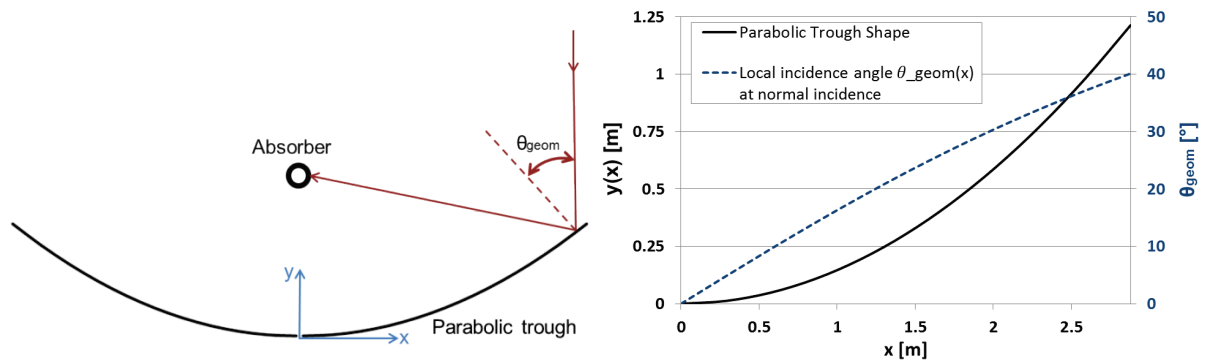 Absorber
θgeom
y
x
Parabolic trough
Parabolic Trough Shape
Local incidence angle θ_geom(x)
at normal incidence
y(x) [m]
1.25
1
0.75
0.5
0.25
0
0
0.5
1
1.5
2
2.5
x [m]
50
40
30
20
10
0
θgeom [°]